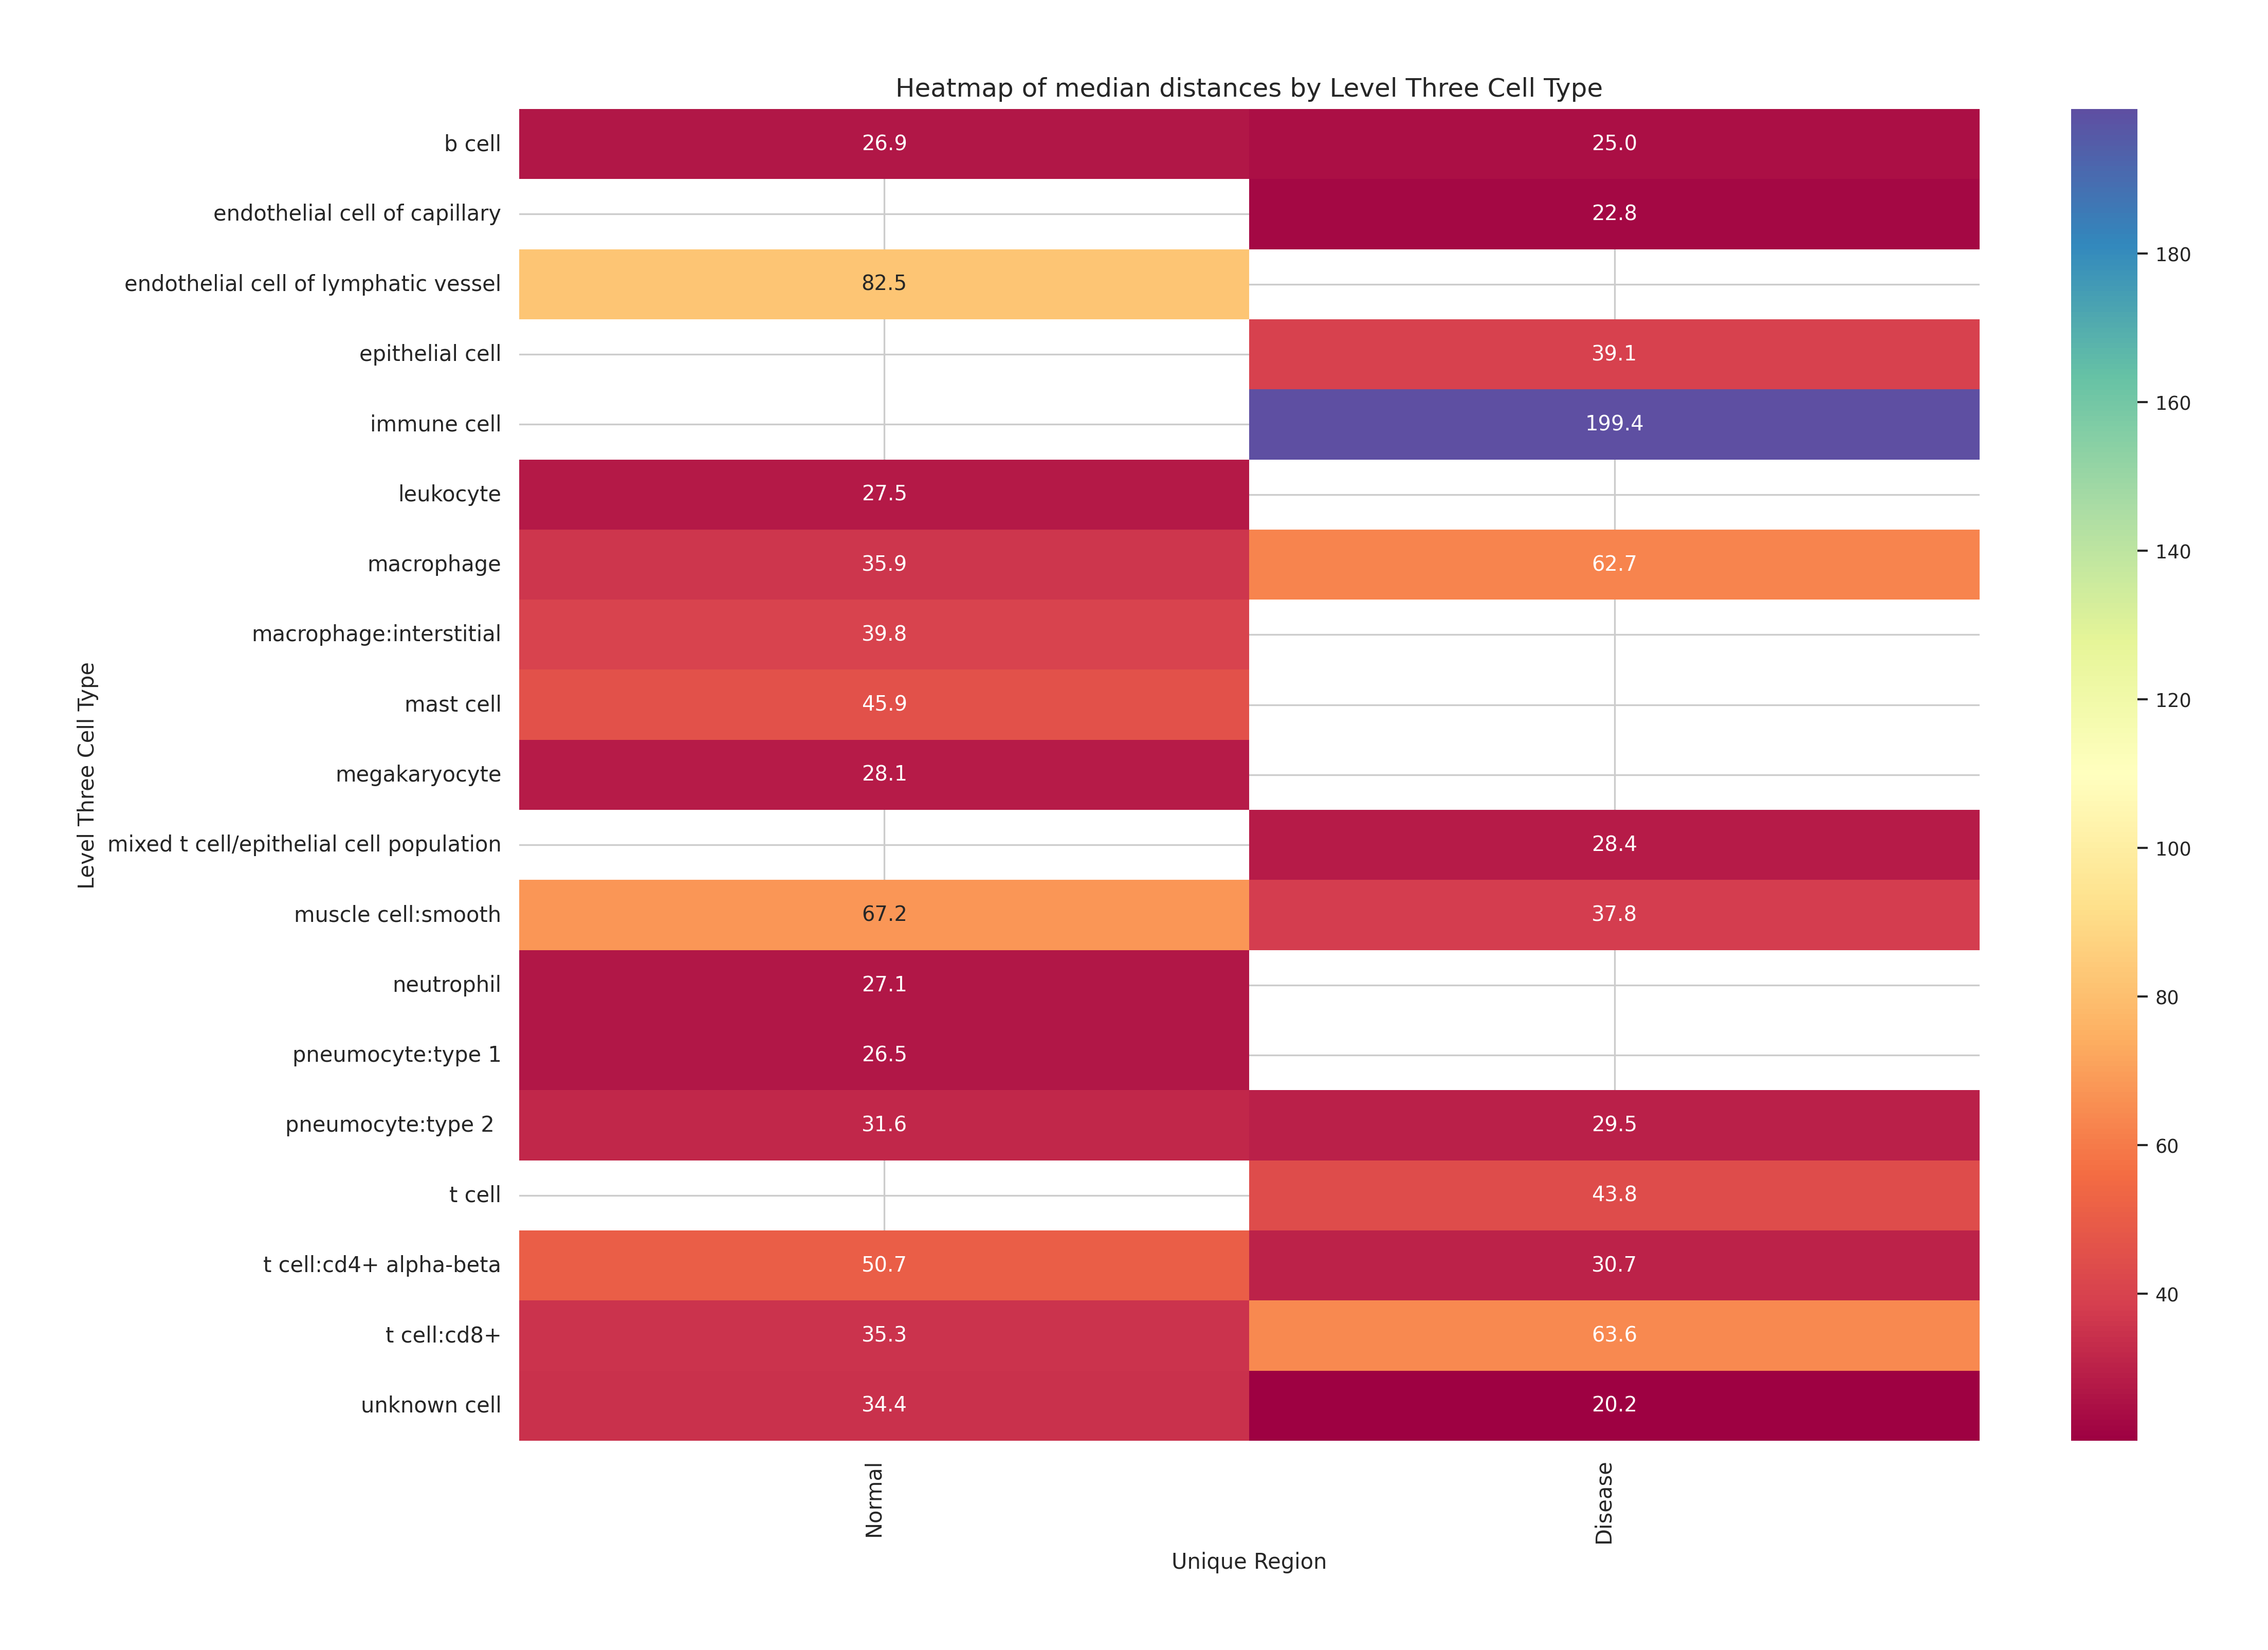 Heatmap of median distances by Level Three Cell Type
Level Three Cell Type
b cell 26.9 25.0
endothelial cell of capillary 22.8
endothelial cell of lymphatic vessel 82.5
epithelial cell 39.1
immune cell 199.4
leukocyte 27.5
macrophage 35.9 62.7
macrophage:interstitial 39.8
mast cell 45.9
megakaryocyte 28.1
mixed t cell/epithelial cell population 28.4
muscle cell:smooth 67.2 37.8
neutrophil 27.1
pneumocyte:type 1 26.5
pneumocyte:type 2 31.6 29.5
t cell 43.8
t cell:cd4+ alpha-beta 50.7 30.7
t cell:cd8+ 35.3 63.6
unknown cell 34.4 20.2
Normal Disease
Unique Region
180
160
140
120
100
80
60
40